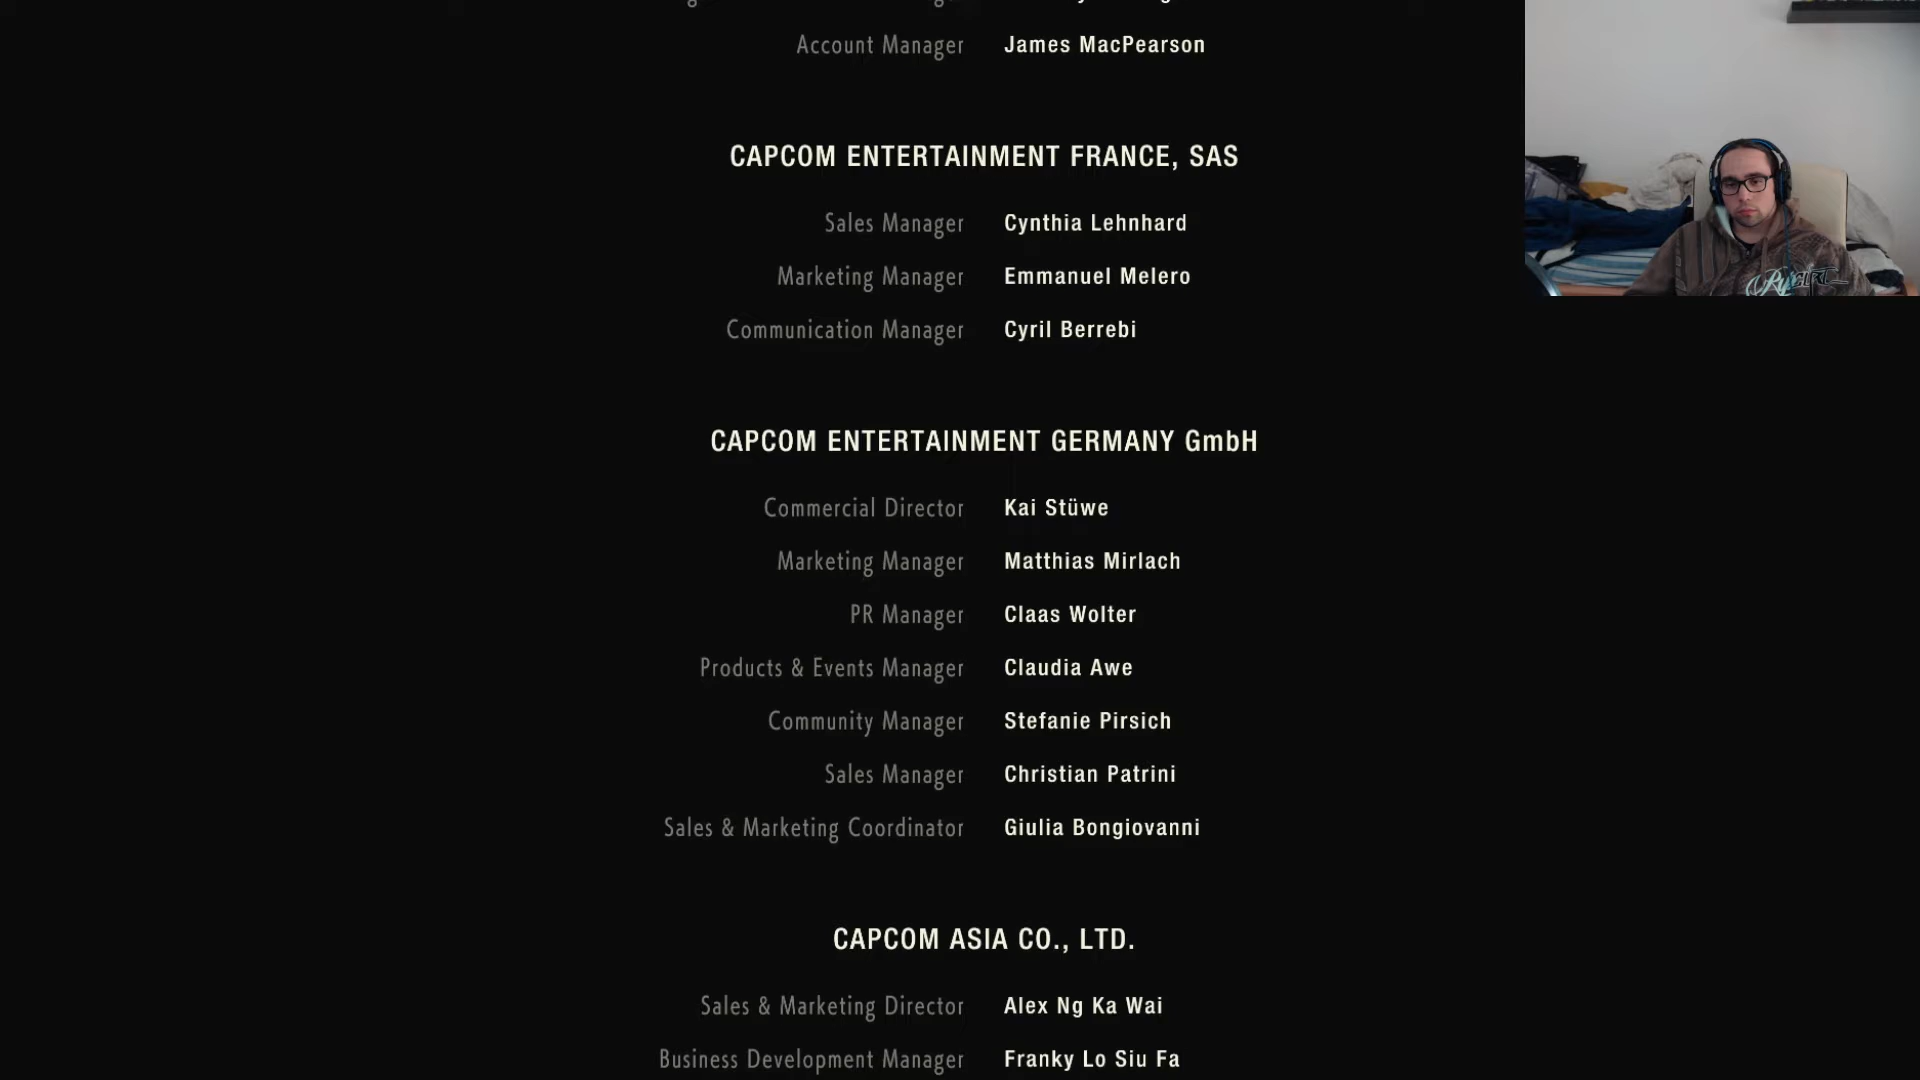 Account Manager James MacPearson
CAPCOM ENTERTAINMENT FRANCE, SAS
Sales Manager Cynthia Lehnhard
Marketing Manager Emmanuel Melero
Communication Manager Cyril Berrebi
CAPCOM ENTERTAINMENT GERMANY GmbH
Commercial Director Kai Stüwe
Marketing Manager Matthias Mirlach
PR Manager Claas Wolter
Products & Events Manager Claudia Awe
Community Manager Stefanie Pirsich
Sales Manager Christian Patrini
Sales & Marketing Coordinator Giulia Bongiovanni
CAPCOM ASIA CO., LTD.
Sales & Marketing Director Alex Ng Ka Wai
Business Development Manager Franky Lo Siu Fa